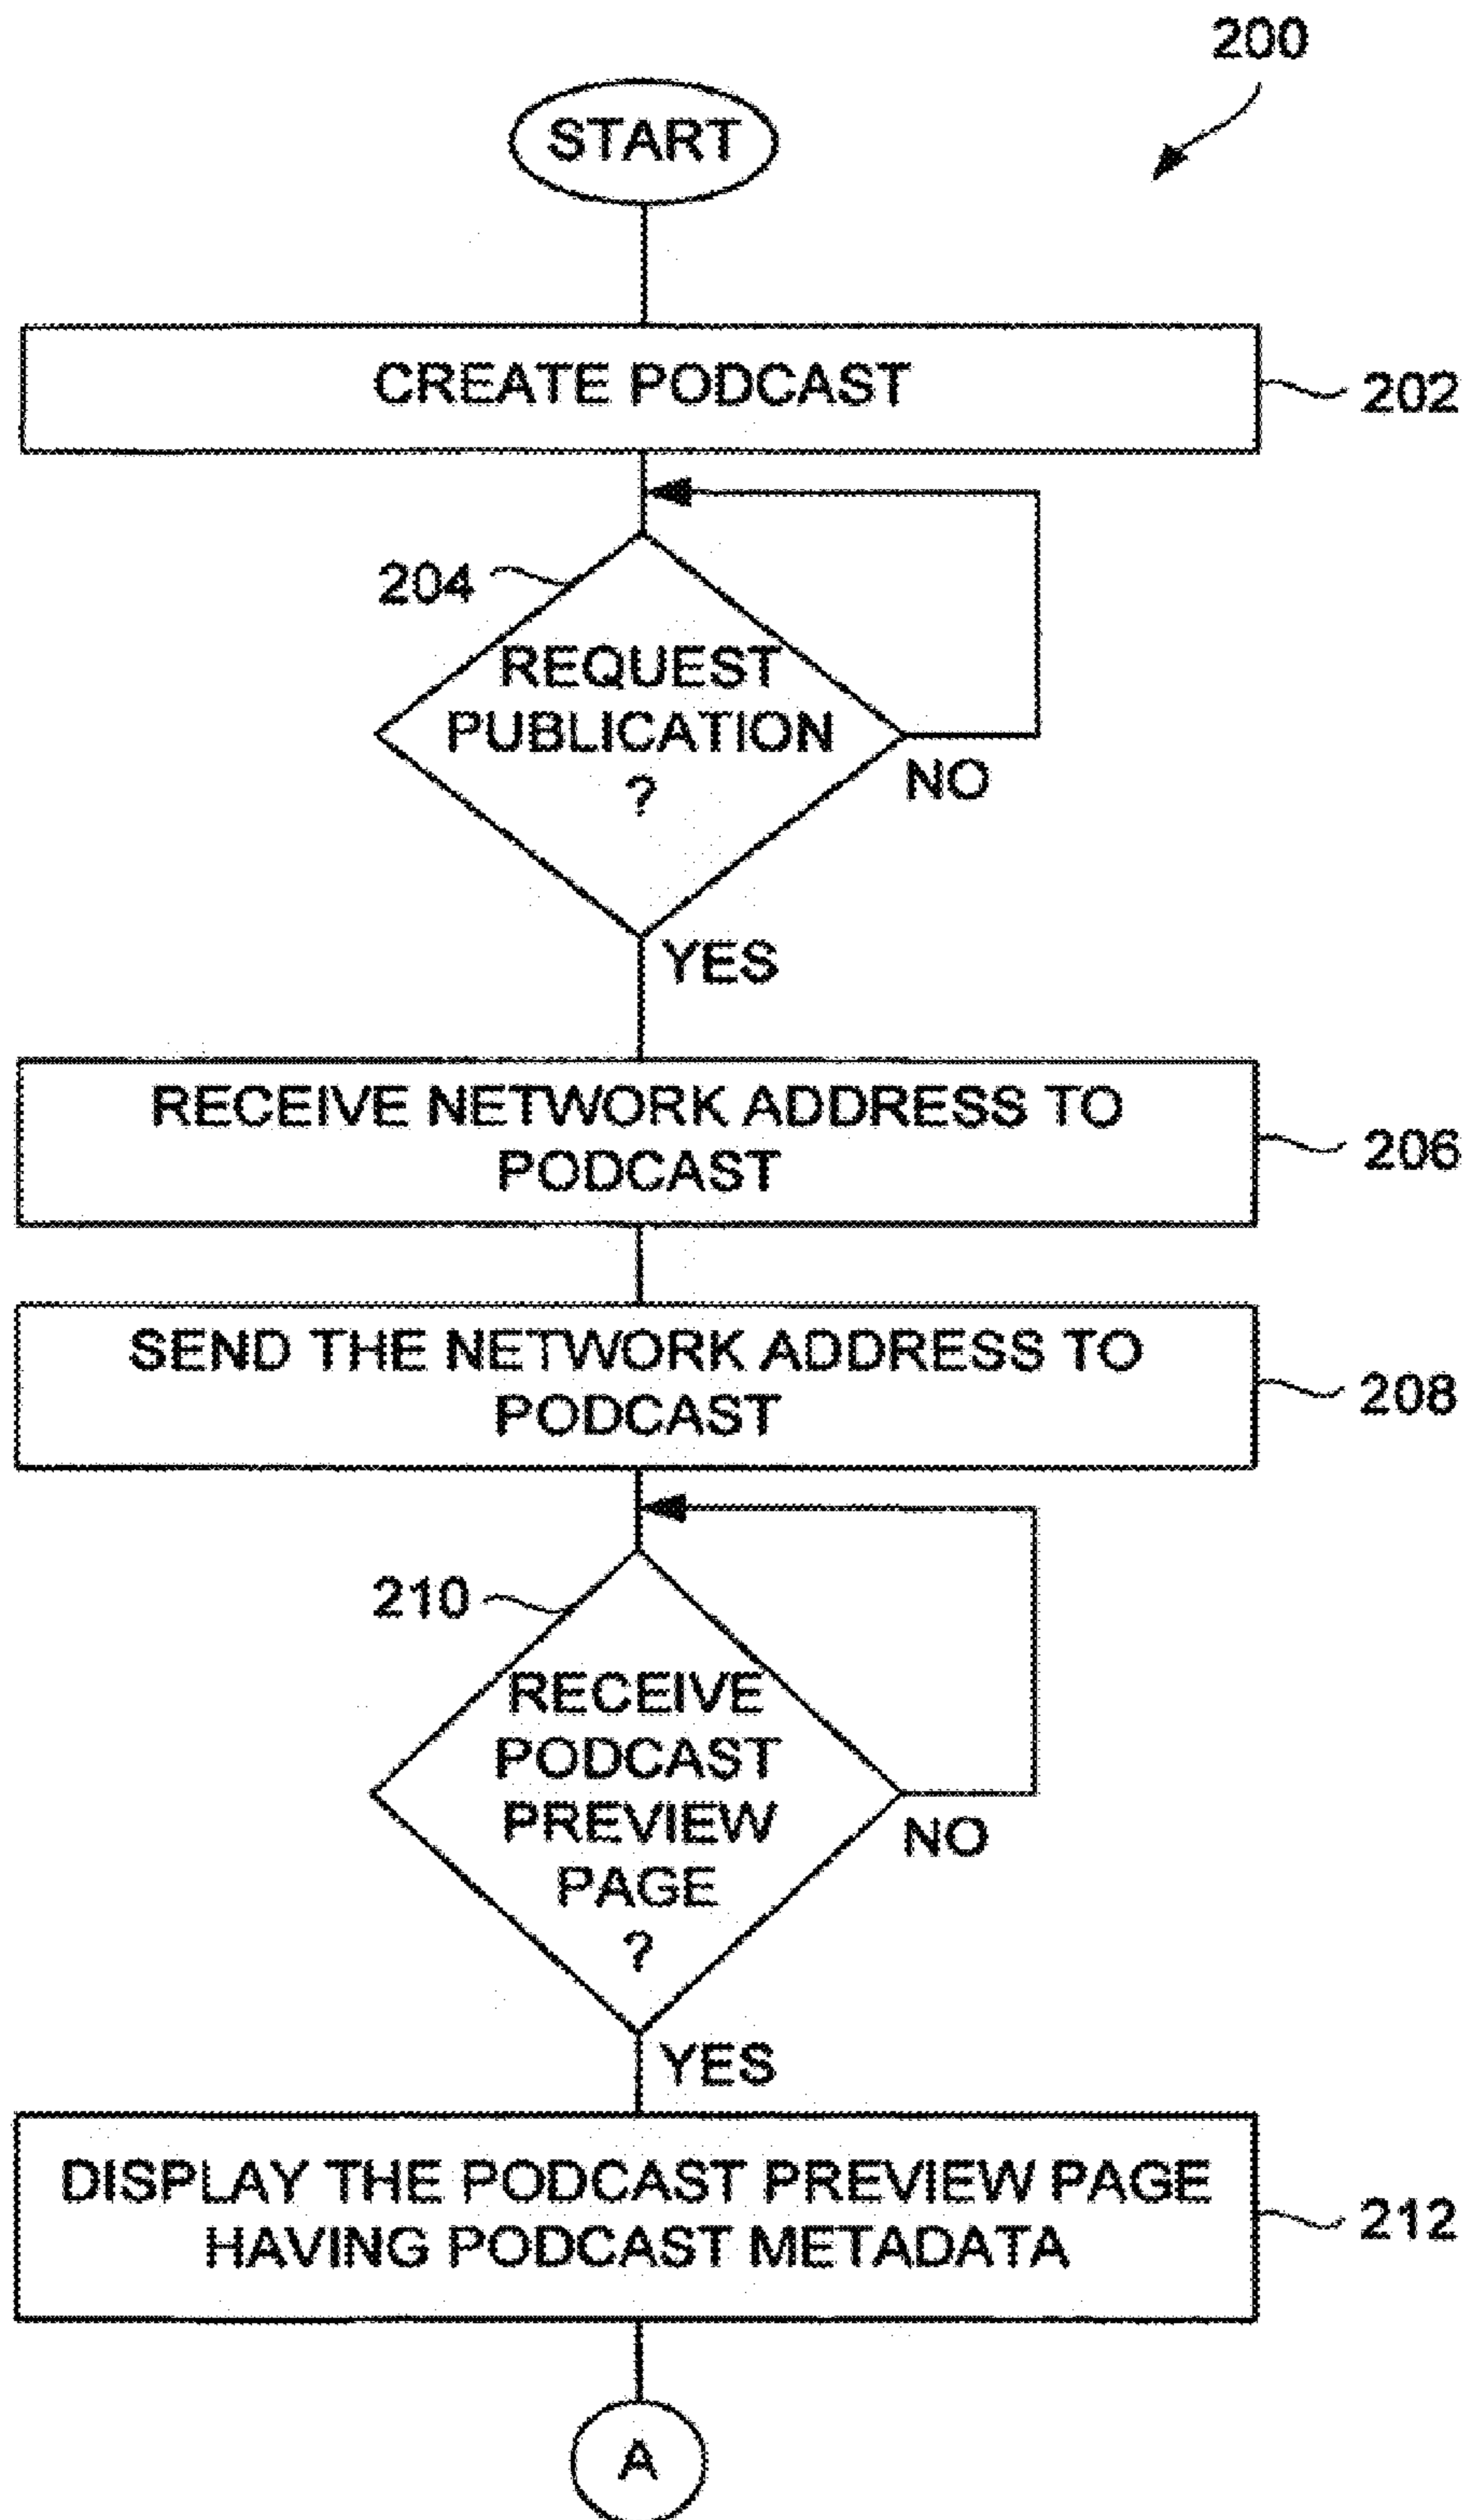 200
START
CREATE PODCAST
202
204
REQUEST
PUBLICATION
?
NO
YES
RECEIVE NETWORK ADDRESS TO
PODCAST
206
SEND THE NETWORK ADDRESS TO
PODCAST
208
210
RECEIVE
PODCAST
PREVIEW
PAGE
?
NO
YES
DISPLAY THE PODCAST PREVIEW PAGE
HAVING PODCAST METADATA
212
A